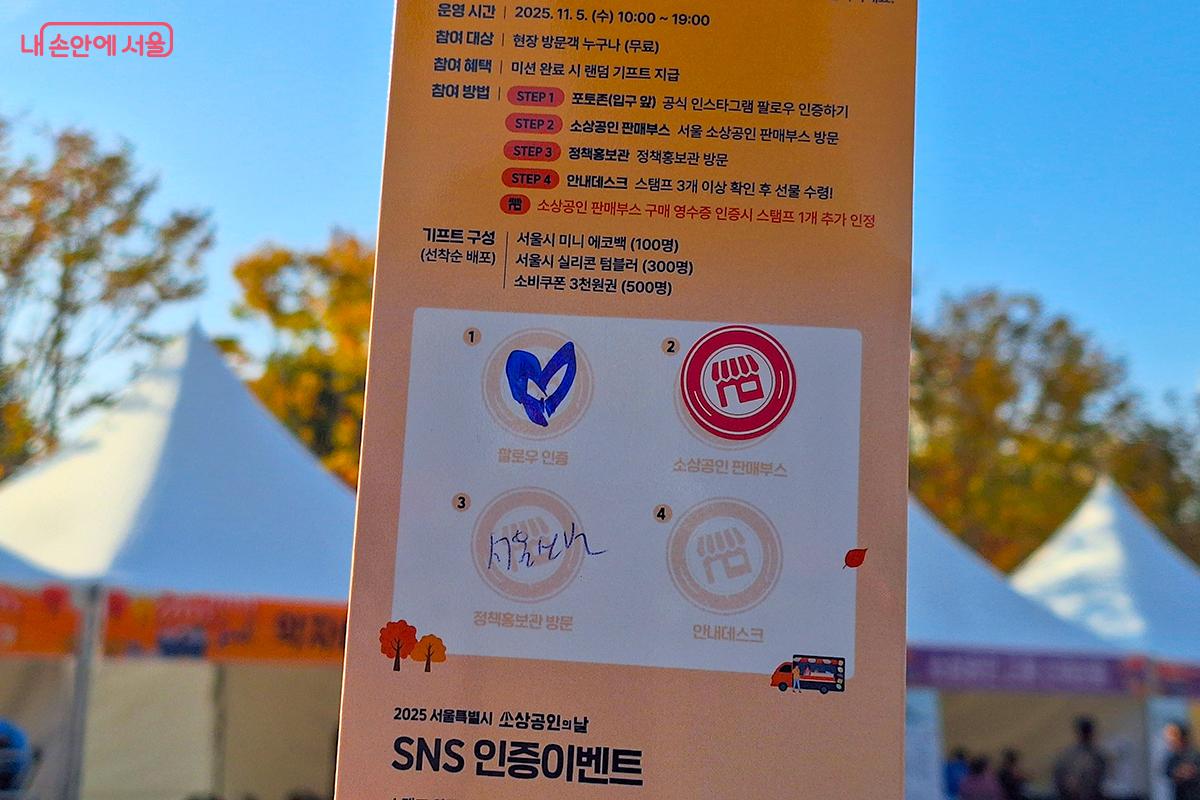 내 손안에 서울
운영 시간 | 2025. 11. 5. (수) 10:00 ~ 19:00
참여 대상 | 현장 방문객 누구나 (무료)
참여 혜택 | 미션 완료 시 랜덤 기프트 지급
참여 방법 | STEP 1 포토존(입구 앞) 공식 인스타그램 팔로우 인증하기
STEP 2 소상공인 판매부스 서울 소상공인 판매부스 방문
STEP 3 정책홍보관 정책홍보관 방문
STEP 4 안내데스크 스탬프 3개 이상 확인 후 선물 수령!
소상공인 판매부스 구매 영수증 인증시 스탬프 1개 추가 인정
기프트 구성 서울시 미니 에코백 (100명)
(선착순 배포) 서울시 실리콘 텀블러 (300명)
소비쿠폰 3천원권 (500명)
1 2
팔로우 인증 소상공인 판매부스
3 4
정책홍보관 방문 안내데스크
2025 서울특별시 소상공인의날
SNS 인증이벤트